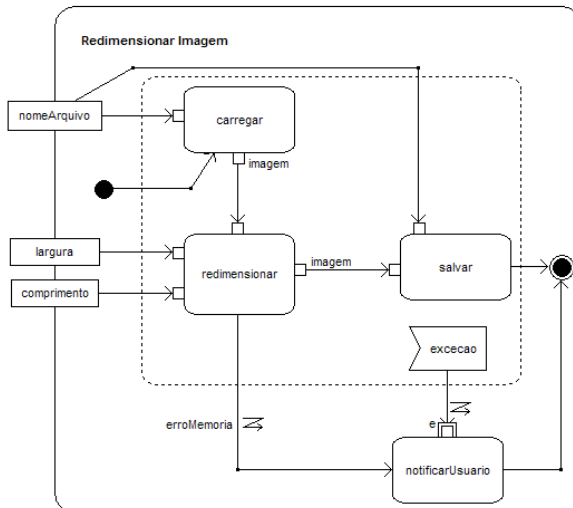 Redimensionar Imagem
nomeArquivo
carregar
imagem
largura
comprimento
redimensionar
imagem
salvar
excecao
erroMemoria
e
notificarUsuario